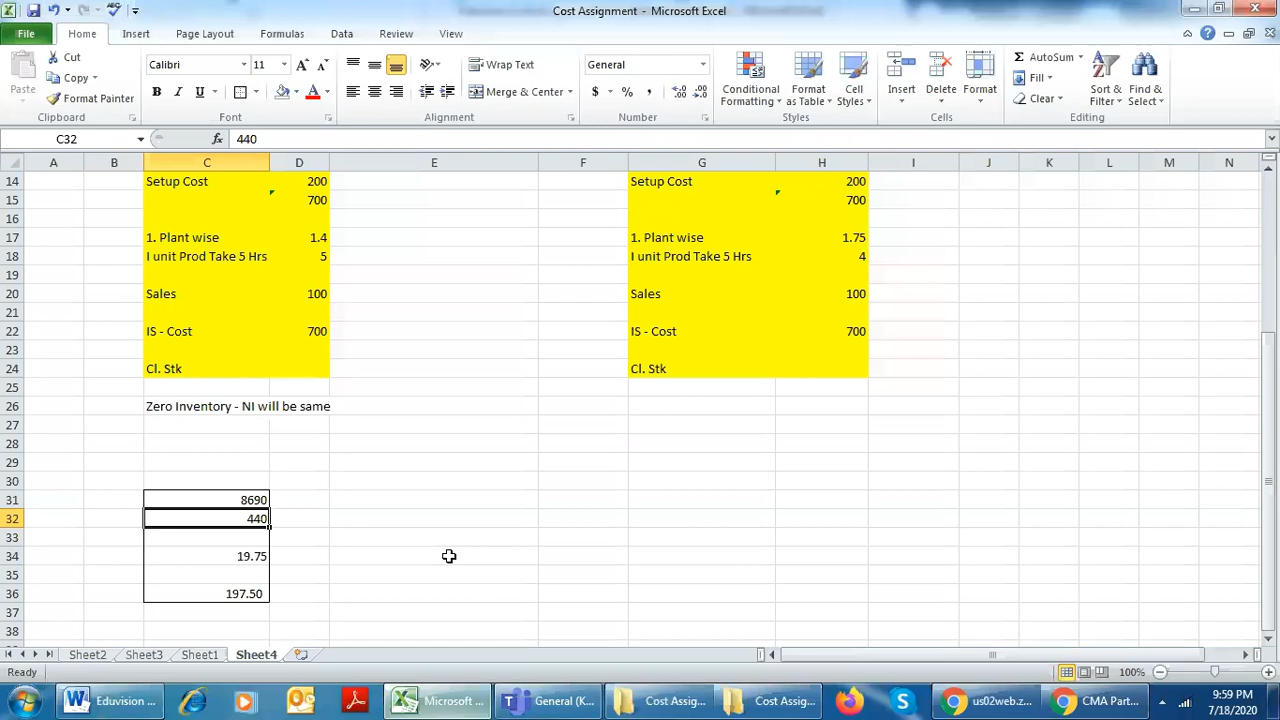 Cost Assignment - Microsoft Excel
File Home Insert Page Layout Formulas Data Review View
Cut
Copy
Format Painter
Paste
Clipboard
Calibri 11
B I U
Font
Wrap Text
Merge & Center
Alignment
General
$ % ,
Number
Conditional Formatting
Format as Table
Cell Styles
Styles
Insert
Delete
Format
Cells
Σ AutoSum
Fill
Clear
Sort & Filter
Find & Select
Editing
C32 fx 440
A B C D E F G H I J K L M N
14 Setup Cost 200 Setup Cost 200
15 700 700
16
17 1. Plant wise 1.4 1. Plant wise 1.75
18 I unit Prod Take 5 Hrs 5 I unit Prod Take 5 Hrs 4
19
20 Sales 100 Sales 100
21
22 IS - Cost 700 IS - Cost 700
23
24 Cl. Stk Cl. Stk
25
26 Zero Inventory - NI will be same
27
28
29
30
31 8690
32 440
33
34 19.75
35
36 197.50
37
38
Sheet2 Sheet3 Sheet1 Sheet4
Ready 100%
Eduvision ... Microsoft ... General (K... Cost Assig... Cost Assig... us02web.z... CMA Part...
9:59 PM
7/18/2020